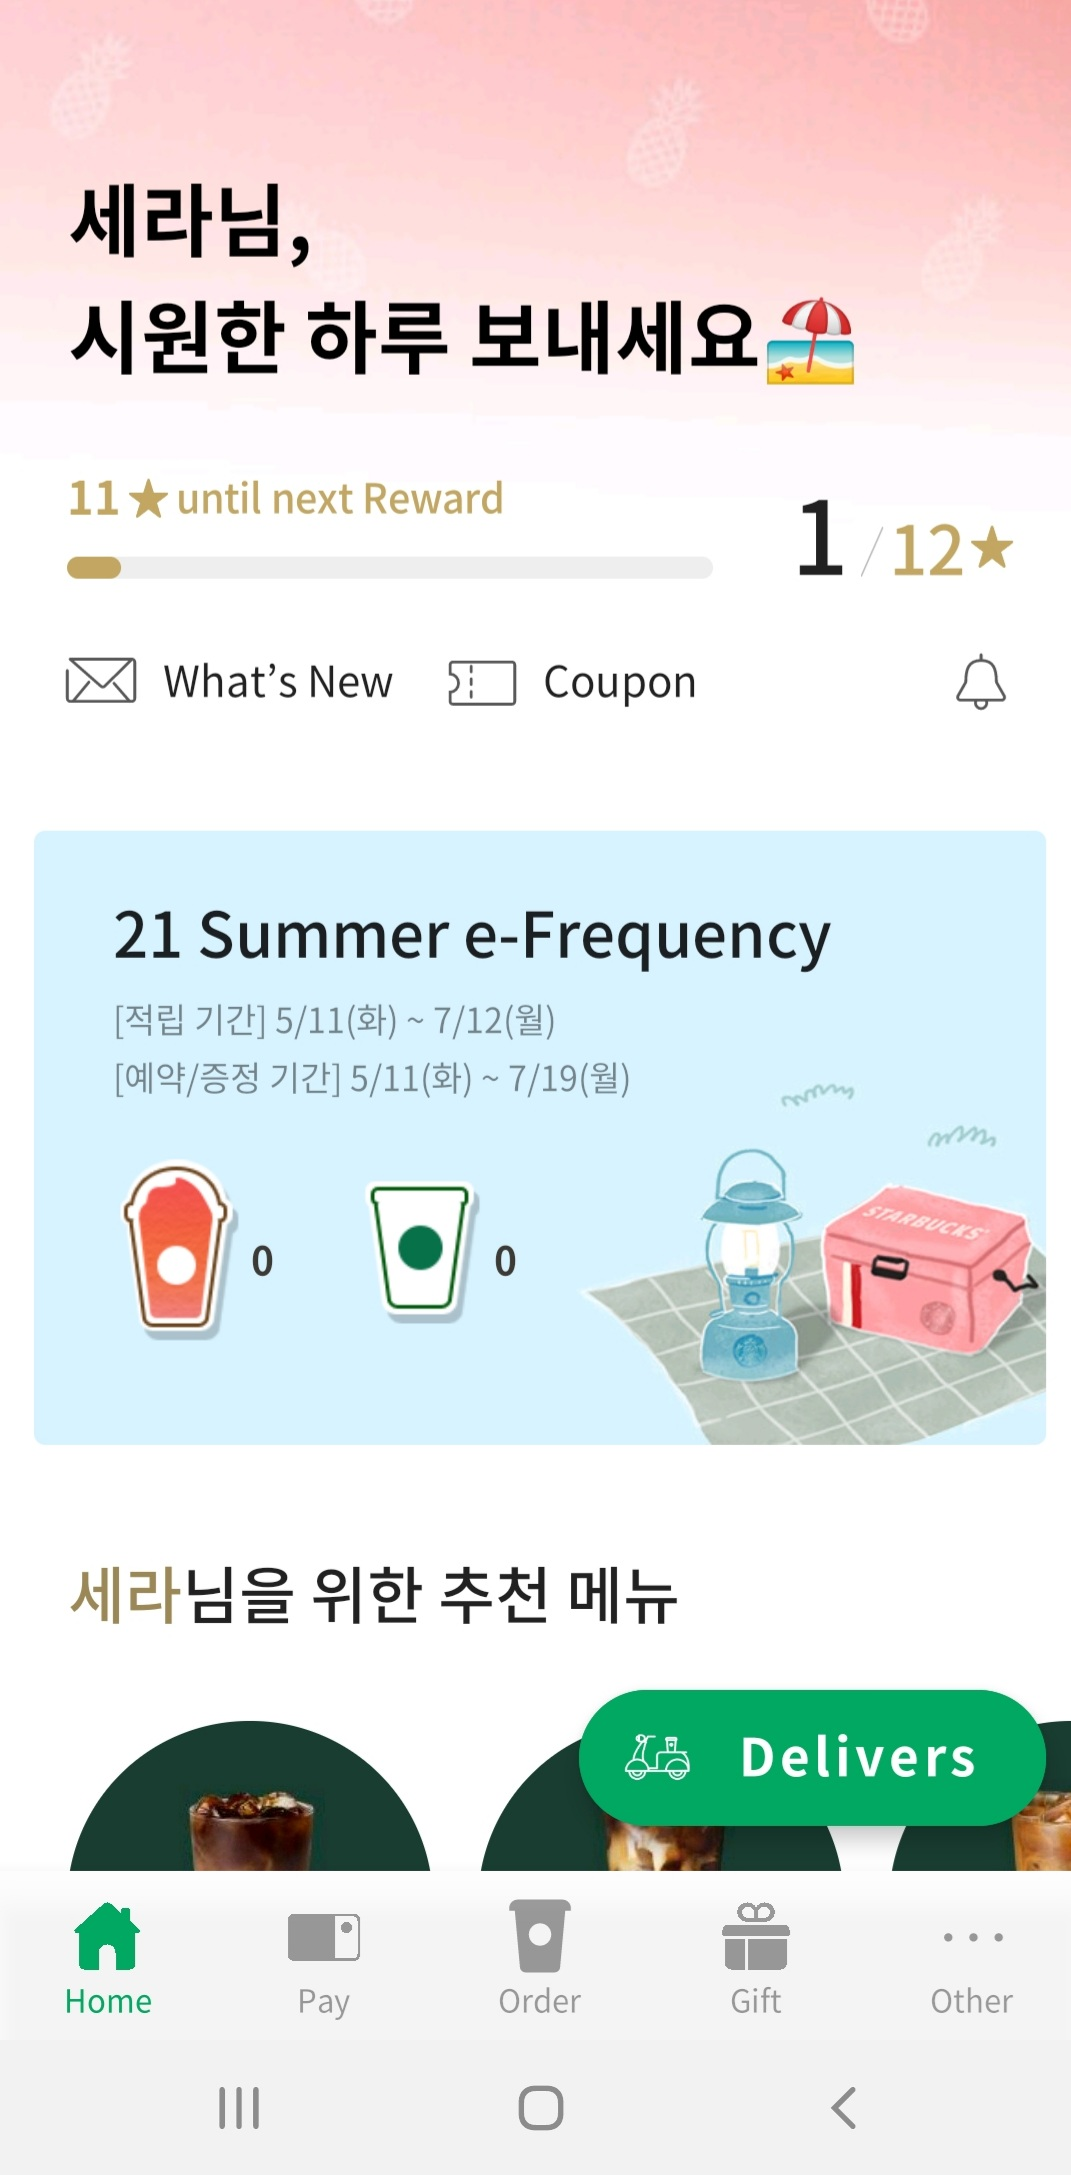 세라님,
시원한 하루 보내세요
11 ★ until next Reward
1 / 12★
What's New
Coupon
21 Summer e-Frequency
[적립 기간] 5/11(화) ~ 7/12(월)
[예약/증정 기간] 5/11(화) ~ 7/19(월)
0
0
STARBUCKS
세라님을 위한 추천 메뉴
Delivers
Home
Pay
Order
Gift
Other